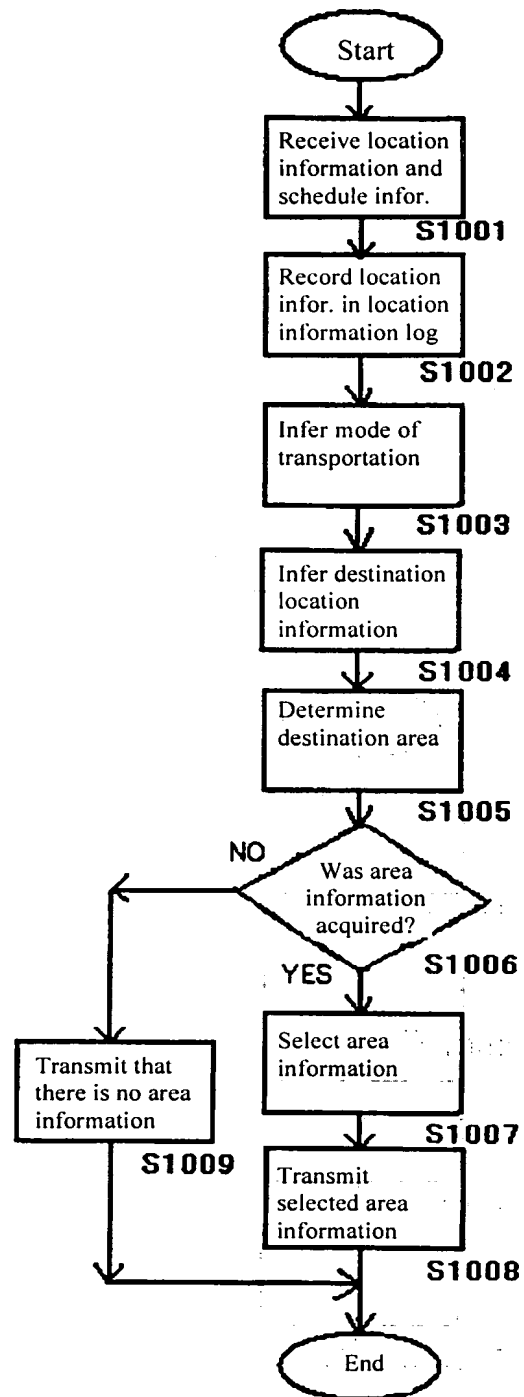 Start
Receive location
information and
schedule infor.
S1001
Record location
infor. in location
information log
S1002
Infer mode of
transportation
S1003
Infer destination
location
information
S1004
Determine
destination area
S1005
NO
Was area
information
acquired?
S1006
YES
Select area
information
S1007
Transmit that
there is no area
information
S1009
Transmit
selected area
information
S1008
End